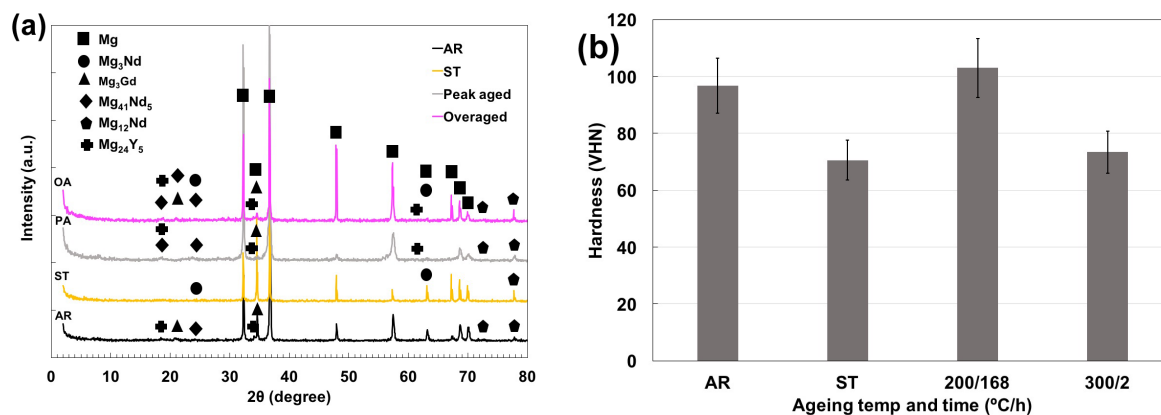 (a)
Mg
Mg₃Nd
Mg₃Gd
Mg₄₁Nd₅
Mg₁₂Nd
Mg₂₄Y₅
AR
ST
Peak aged
Overaged
OA
PA
ST
AR
Intensity (a.u.)
0 10 20 30 40 50 60 70 80
2θ (degree)
(b)
120
100
80
60
40
20
0
Hardness (VHN)
AR ST 200/168 300/2
Ageing temp and time (ºC/h)